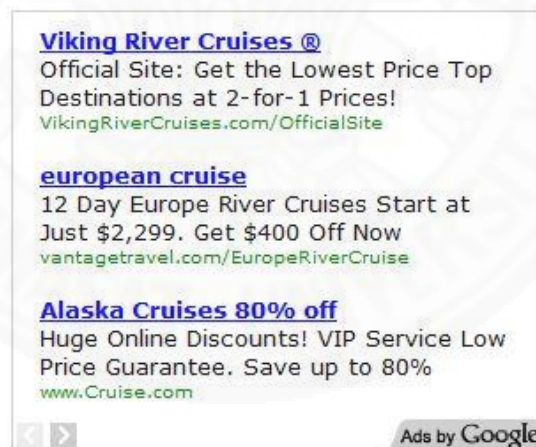 Viking River Cruises ®
Official Site: Get the Lowest Price Top
Destinations at 2-for-1 Prices!
VikingRiverCruises.com/OfficialSite
european cruise
12 Day Europe River Cruises Start at
Just $2,299. Get $400 Off Now
vantagetravel.com/EuropeRiverCruise
Alaska Cruises 80% off
Huge Online Discounts! VIP Service Low
Price Guarantee. Save up to 80%
www.Cruise.com
Ads by Google